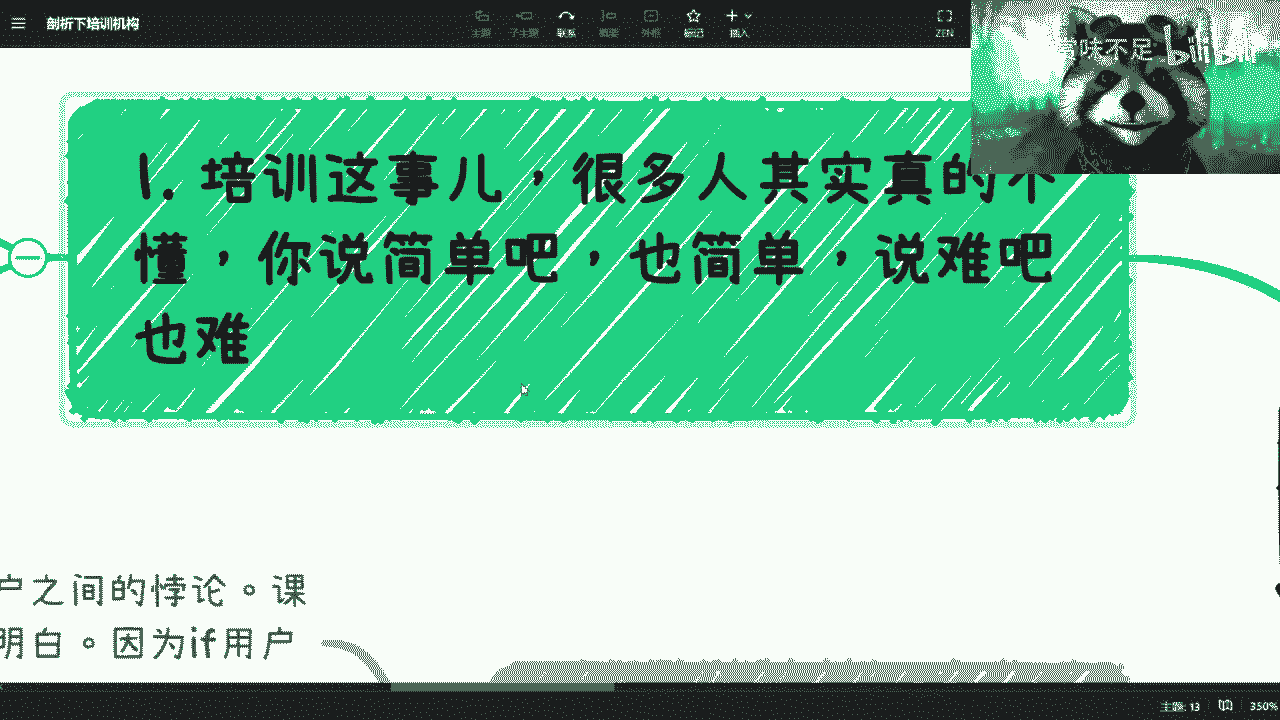 剖析下培训机构
主题 子主题 联系 概要 外框 标记 插入 ZEN
味不足 bilibili
1. 培训这事儿，很多人其实真的不
懂，你说简单吧，也简单，说难吧
也难
户之间的悖论。课
明白。因为if用户
主题: 13 350%